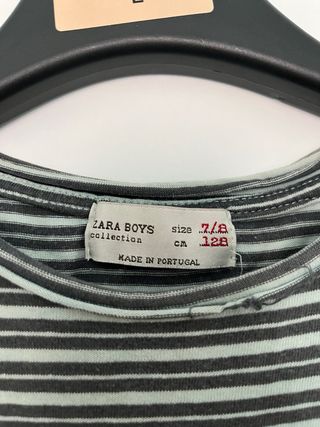 ZARA BOYS size 7/8
collection cm 128
MADE IN PORTUGAL